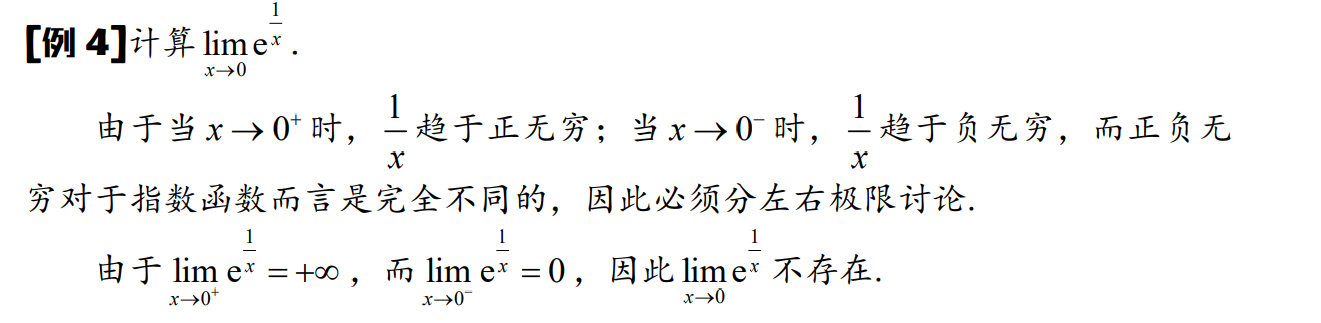 [例 4]计算 $\lim\limits_{x \to 0} \mathrm{e}^{\frac{1}{x}}$ .
由于当 $x \to 0^{+}$ 时，$\frac{1}{x}$ 趋于正无穷；当 $x \to 0^{-}$ 时，$\frac{1}{x}$ 趋于负无穷，而正负无
穷对于指数函数而言是完全不同的，因此必须分左右极限讨论.
由于 $\lim\limits_{x \to 0^{+}} \mathrm{e}^{\frac{1}{x}} = +\infty$，而 $\lim\limits_{x \to 0^{-}} \mathrm{e}^{\frac{1}{x}} = 0$，因此 $\lim\limits_{x \to 0} \mathrm{e}^{\frac{1}{x}}$ 不存在.